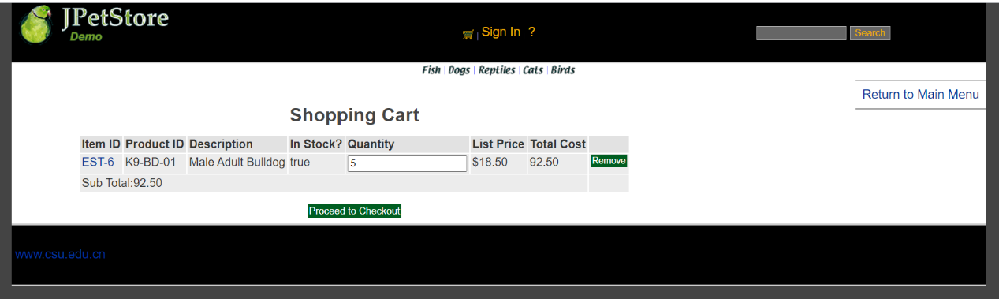 JPetStore
Demo
Sign In | ?
Search
Fish | Dogs | Reptiles | Cats | Birds
Return to Main Menu
Shopping Cart
Item ID Product ID Description In Stock? Quantity List Price Total Cost
EST-6 K9-BD-01 Male Adult Bulldog true 5 $18.50 92.50 Remove
Sub Total:92.50
Proceed to Checkout
www.csu.edu.cn